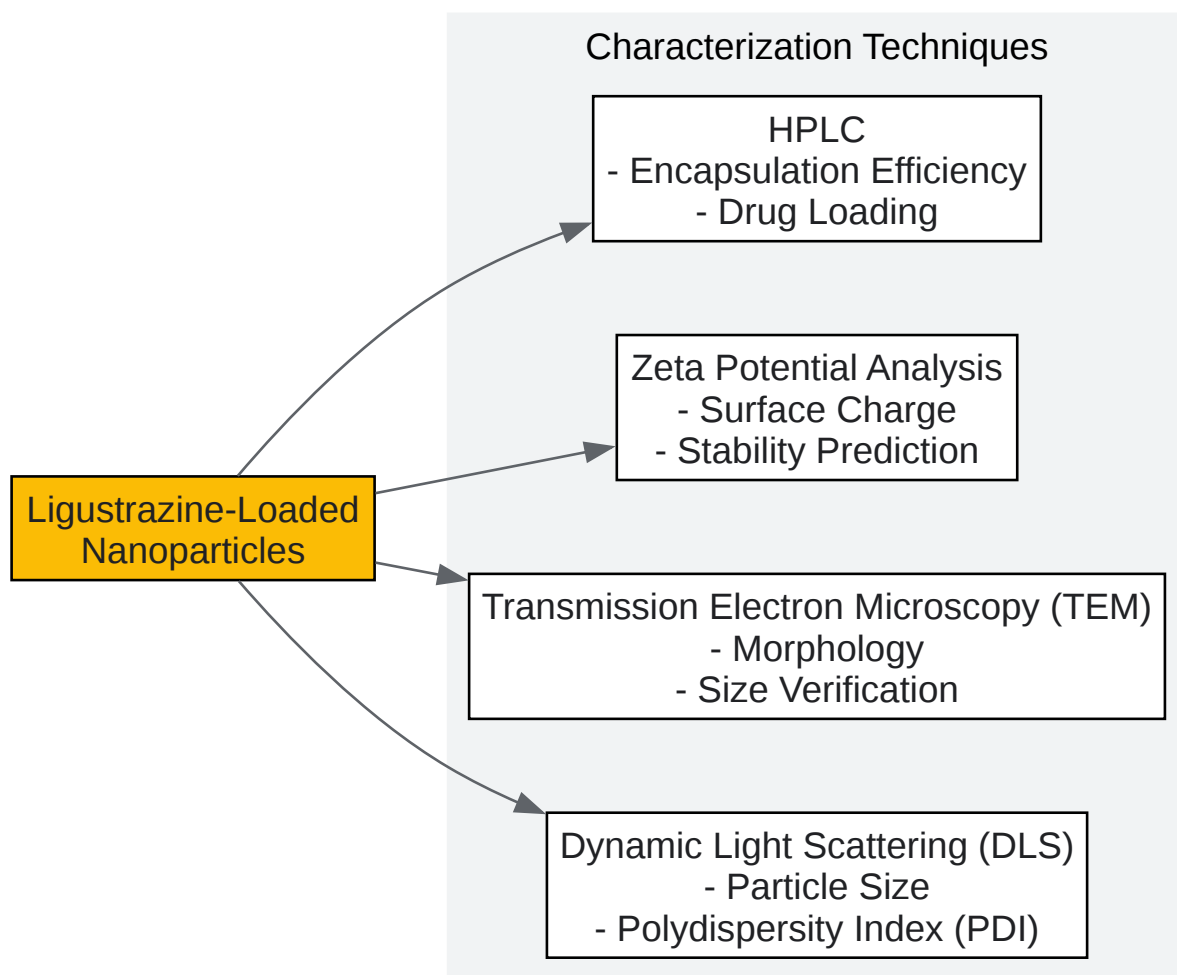 Characterization Techniques
HPLC
- Encapsulation Efficiency
- Drug Loading
Zeta Potential Analysis
- Surface Charge
- Stability Prediction
Ligustrazine-Loaded
Nanoparticles
Transmission Electron Microscopy (TEM)
- Morphology
- Size Verification
Dynamic Light Scattering (DLS)
- Particle Size
- Polydispersity Index (PDI)